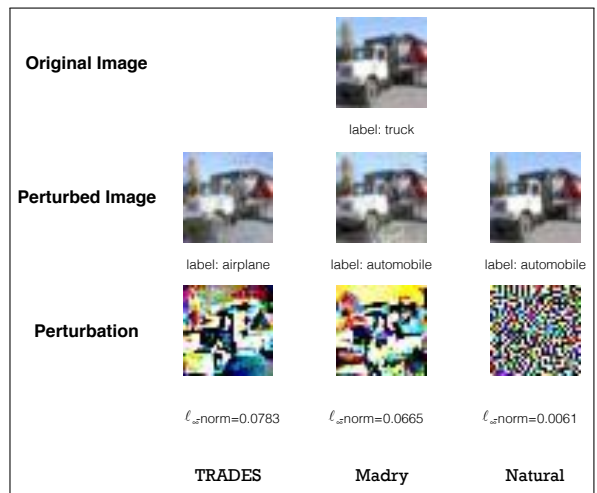 Original Image
label: truck
Perturbed Image
label: airplane label: automobile label: automobile
Perturbation
ℓ∞norm=0.0783 ℓ∞norm=0.0665 ℓ∞norm=0.0061
TRADES Madry Natural